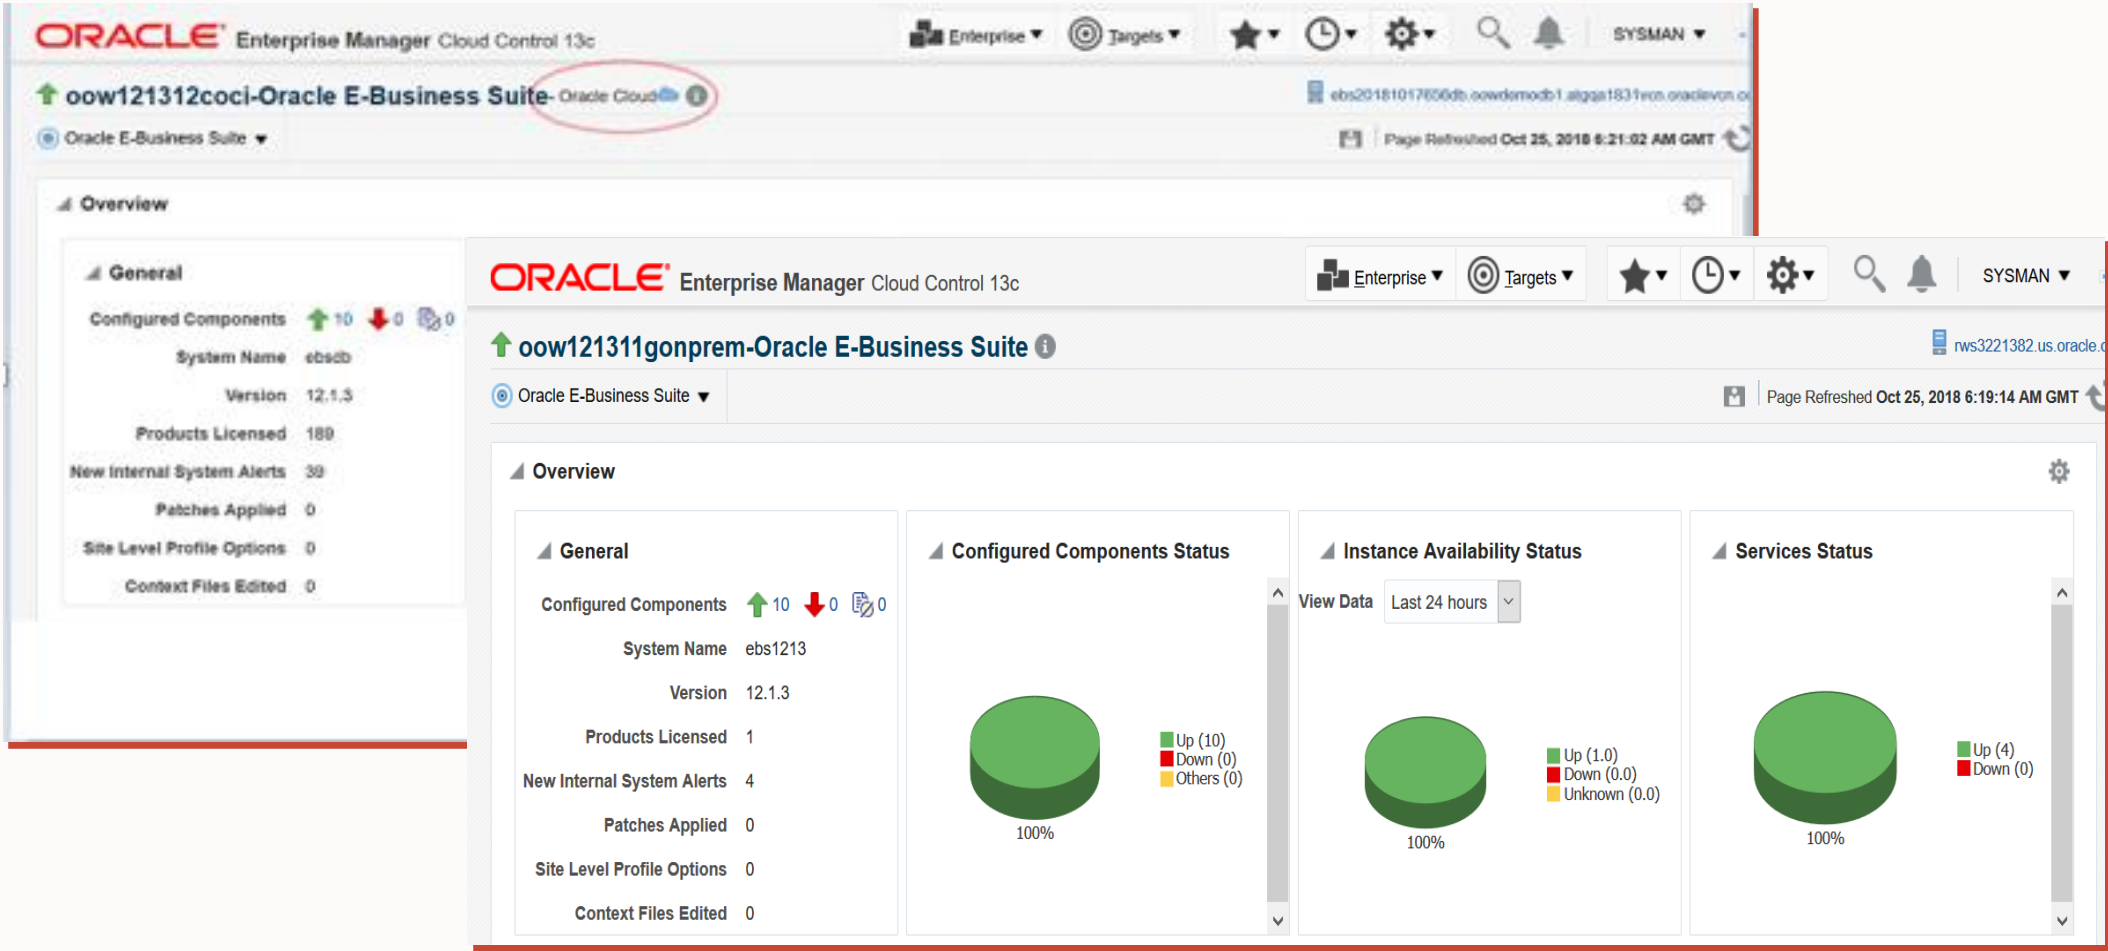 ORACLE Enterprise Manager Cloud Control 13c
Enterprise Targets SYSMAN
oow121312coci-Oracle E-Business Suite- Oracle Cloud
Oracle E-Business Suite
Page Refreshed Oct 25, 2018 6:21:02 AM GMT
Overview
General
Configured Components 10 0 0
System Name ebsdb
Version 12.1.3
Products Licensed 189
New Internal System Alerts 39
Patches Applied 0
Site Level Profile Options 0
Context Files Edited 0
ORACLE Enterprise Manager Cloud Control 13c
Enterprise Targets SYSMAN
oow121311gonprem-Oracle E-Business Suite
rws3221382.us.oracle.c
Oracle E-Business Suite
Page Refreshed Oct 25, 2018 6:19:14 AM GMT
Overview
General
Configured Components 10 0 0
System Name ebs1213
Version 12.1.3
Products Licensed 1
New Internal System Alerts 4
Patches Applied 0
Site Level Profile Options 0
Context Files Edited 0
Configured Components Status
Up (10)
Down (0)
Others (0)
100%
Instance Availability Status
View Data Last 24 hours
Up (1.0)
Down (0.0)
Unknown (0.0)
100%
Services Status
Up (4)
Down (0)
100%